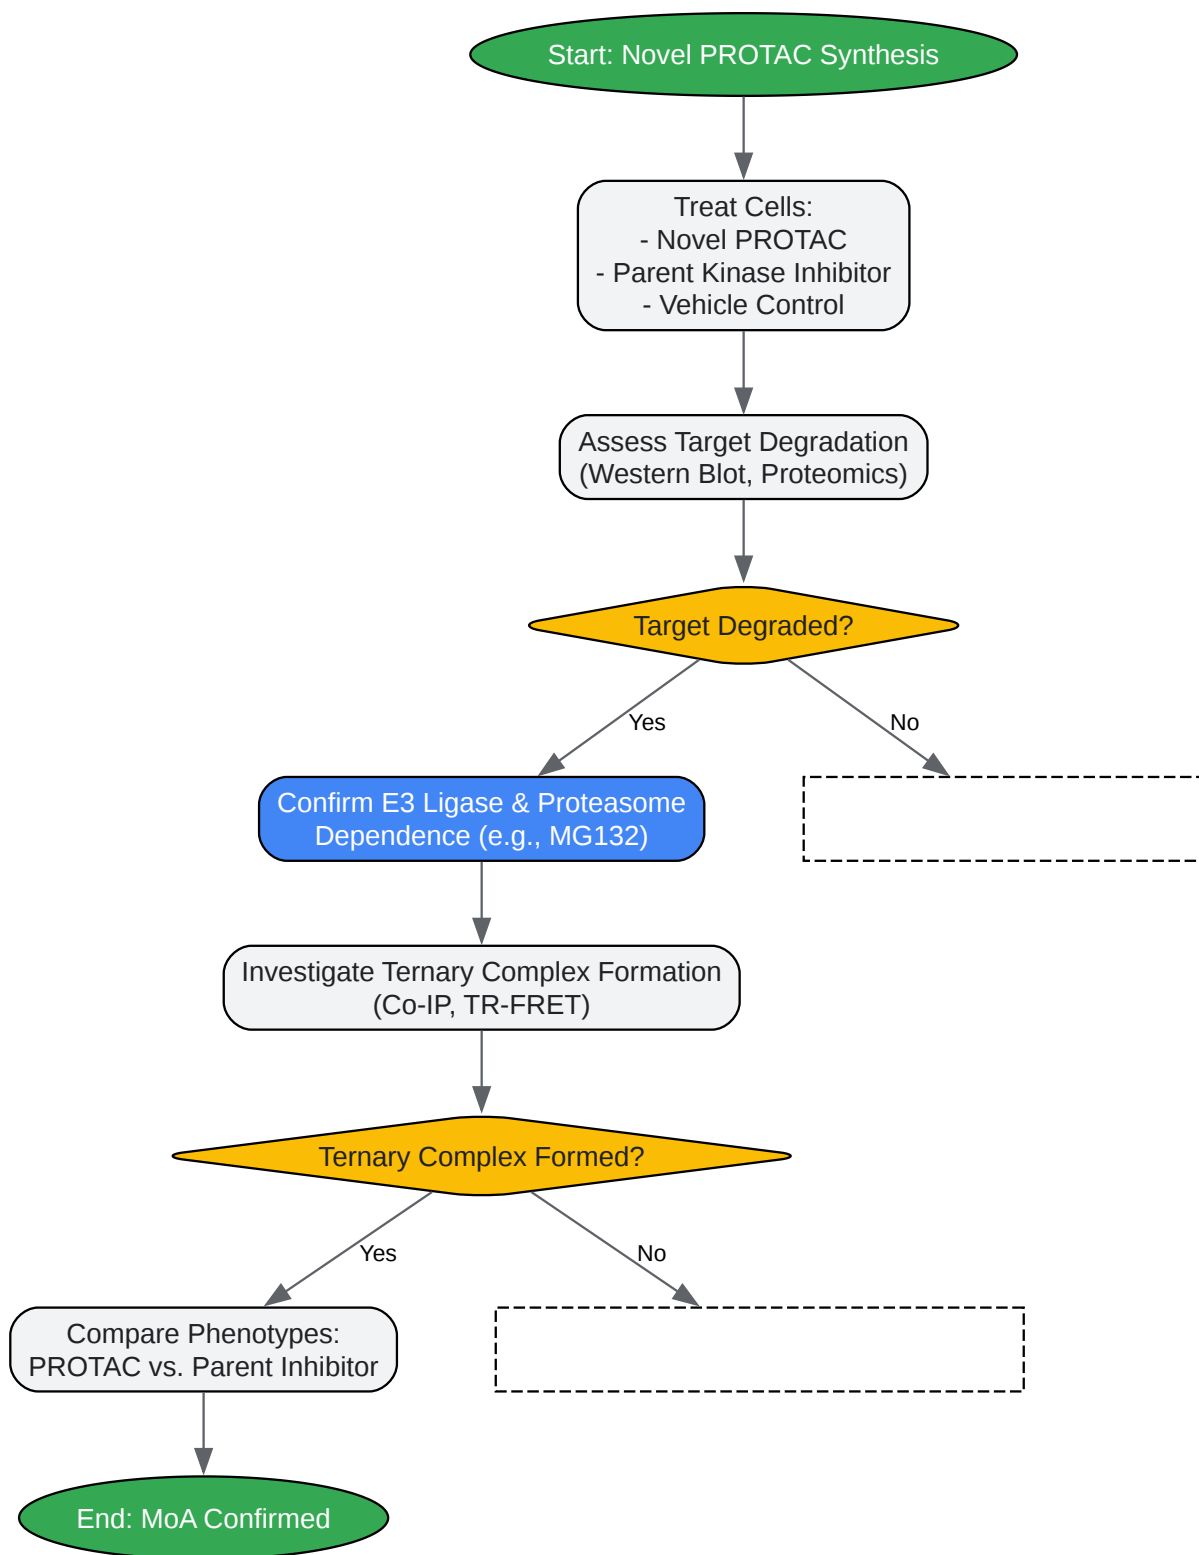 Start: Novel PROTAC Synthesis
Treat Cells:
- Novel PROTAC
- Parent Kinase Inhibitor
- Vehicle Control
Assess Target Degradation
(Western Blot, Proteomics)
Target Degraded?
Yes
No
Confirm E3 Ligase & Proteasome
Dependence (e.g., MG132)
Investigate Ternary Complex Formation
(Co-IP, TR-FRET)
Ternary Complex Formed?
Yes
No
Compare Phenotypes:
PROTAC vs. Parent Inhibitor
End: MoA Confirmed